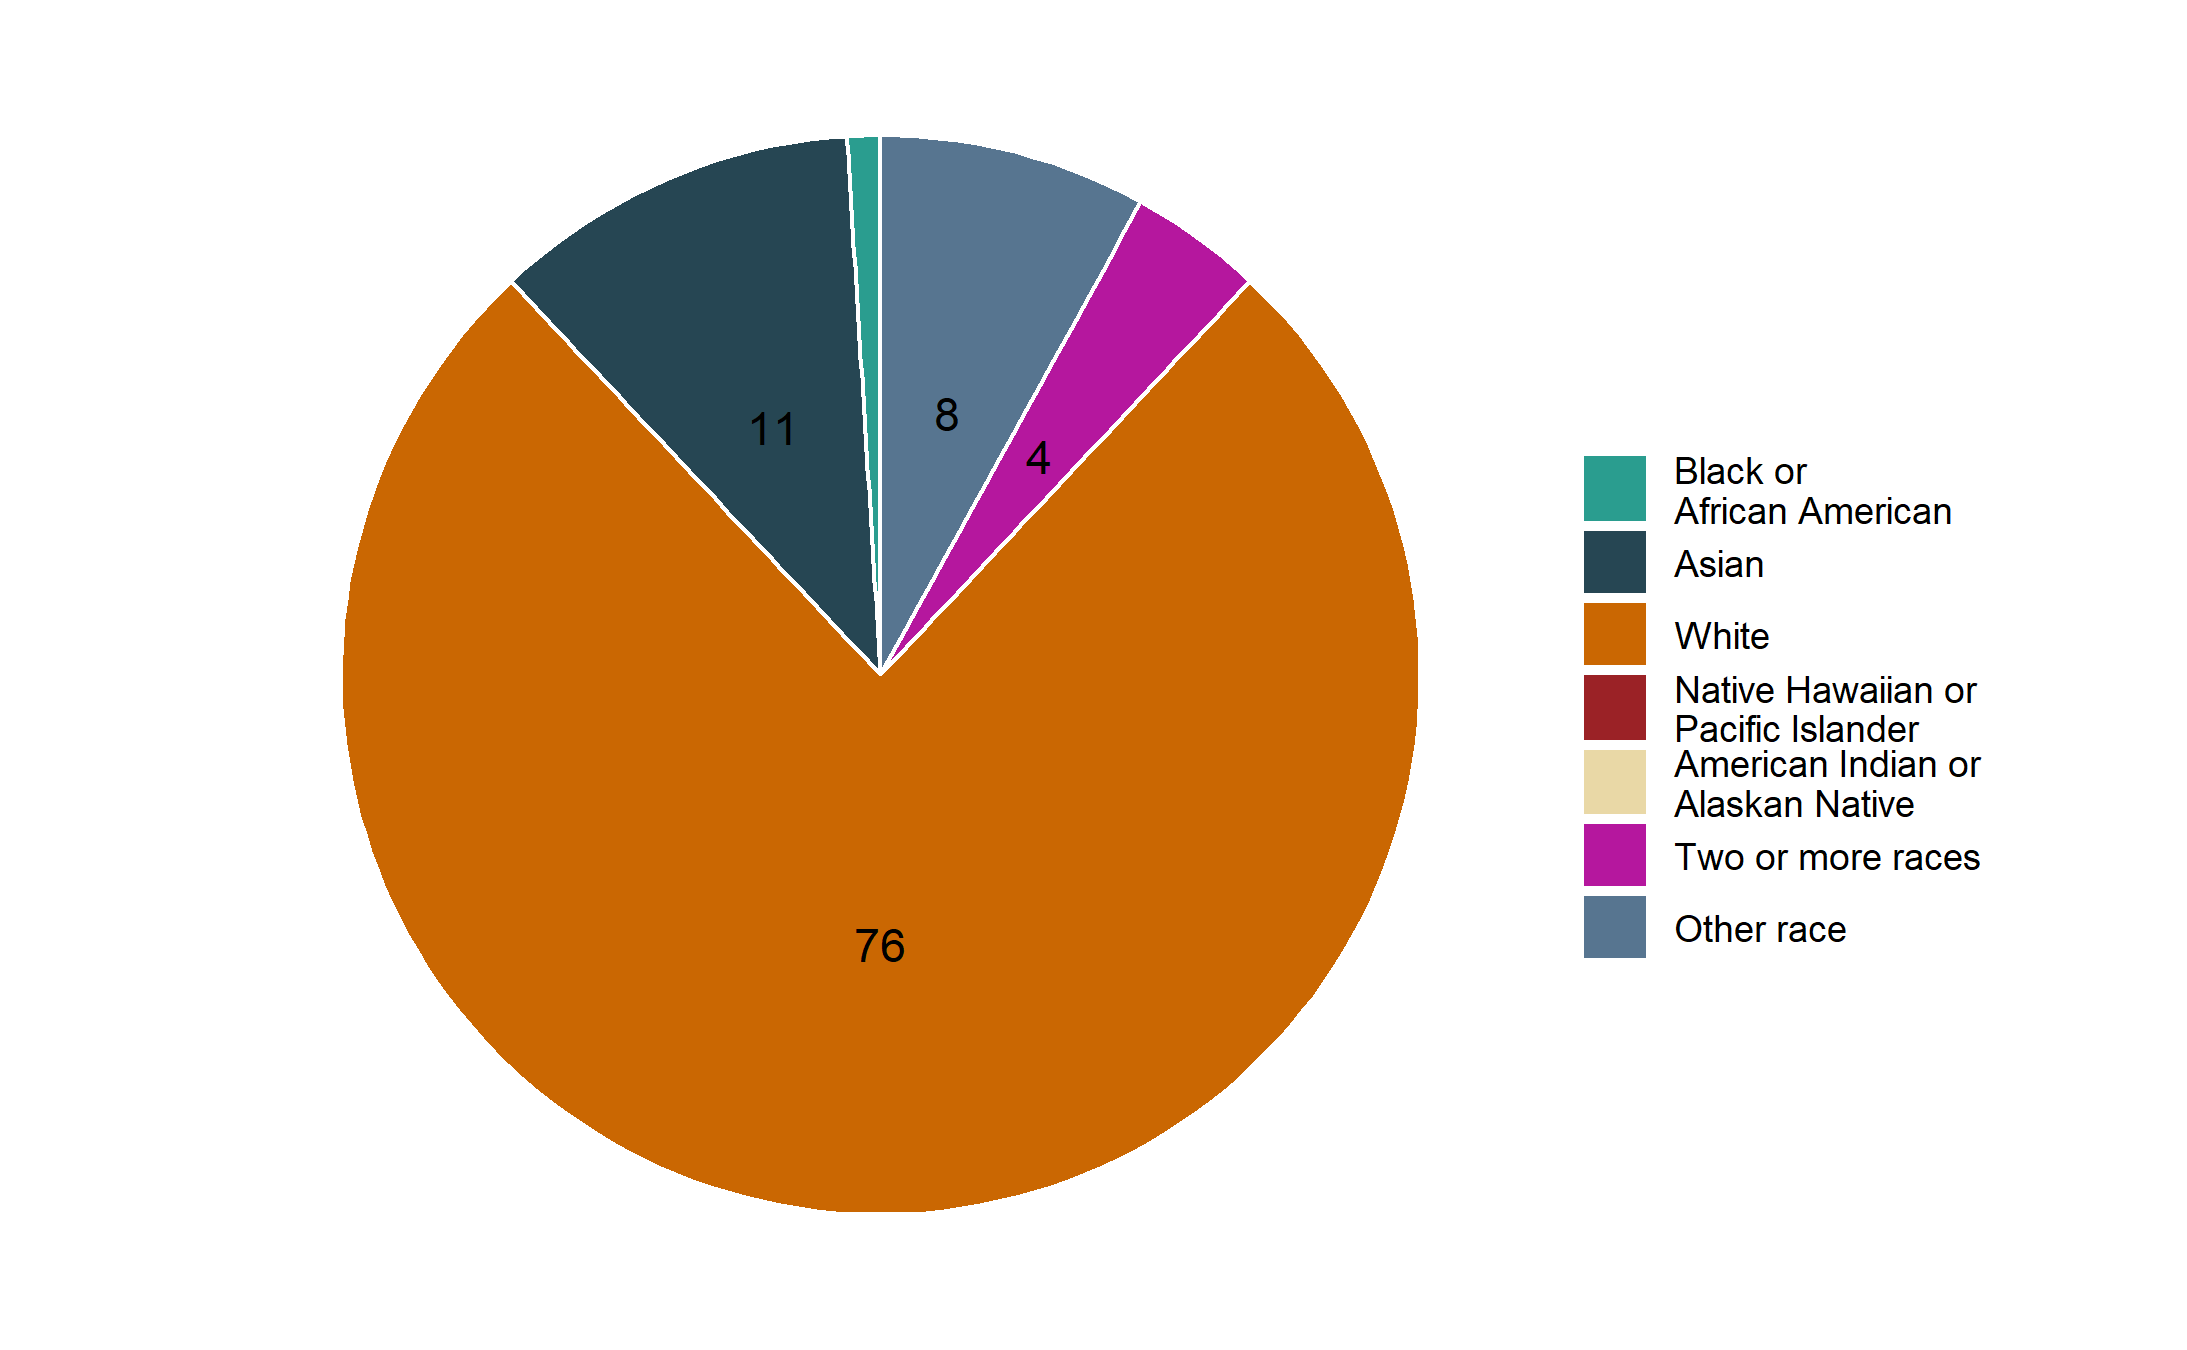 11
8
4
76
Black or
African American
Asian
White
Native Hawaiian or
Pacific Islander
American Indian or
Alaskan Native
Two or more races
Other race